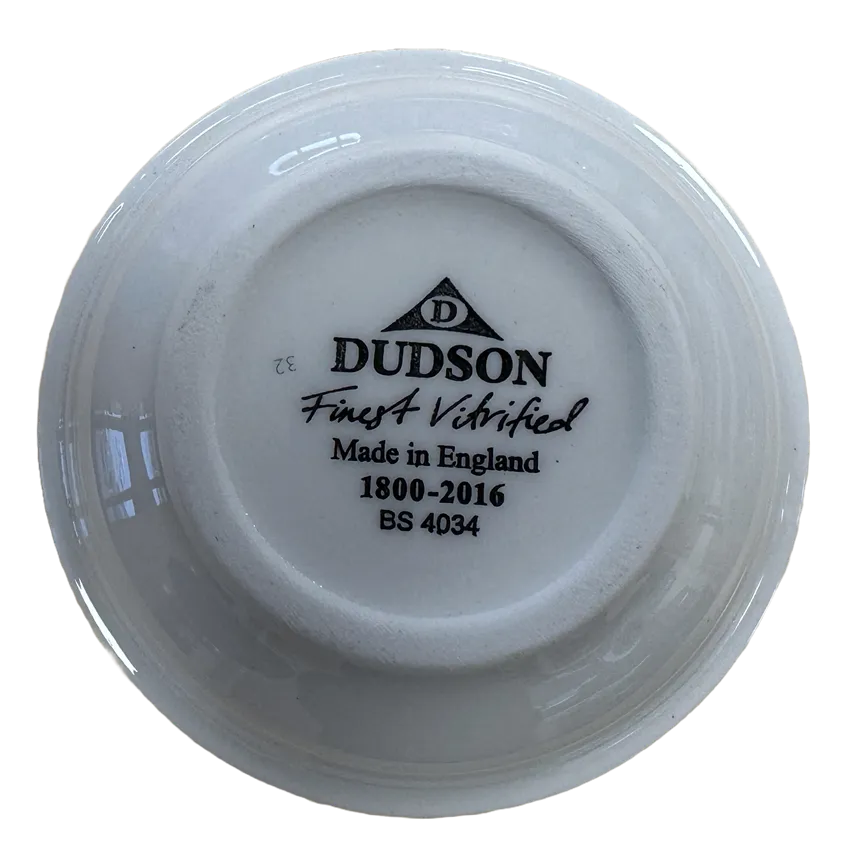 D
DUDSON
32
Finest Vitrified
Made in England
1800-2016
BS 4034